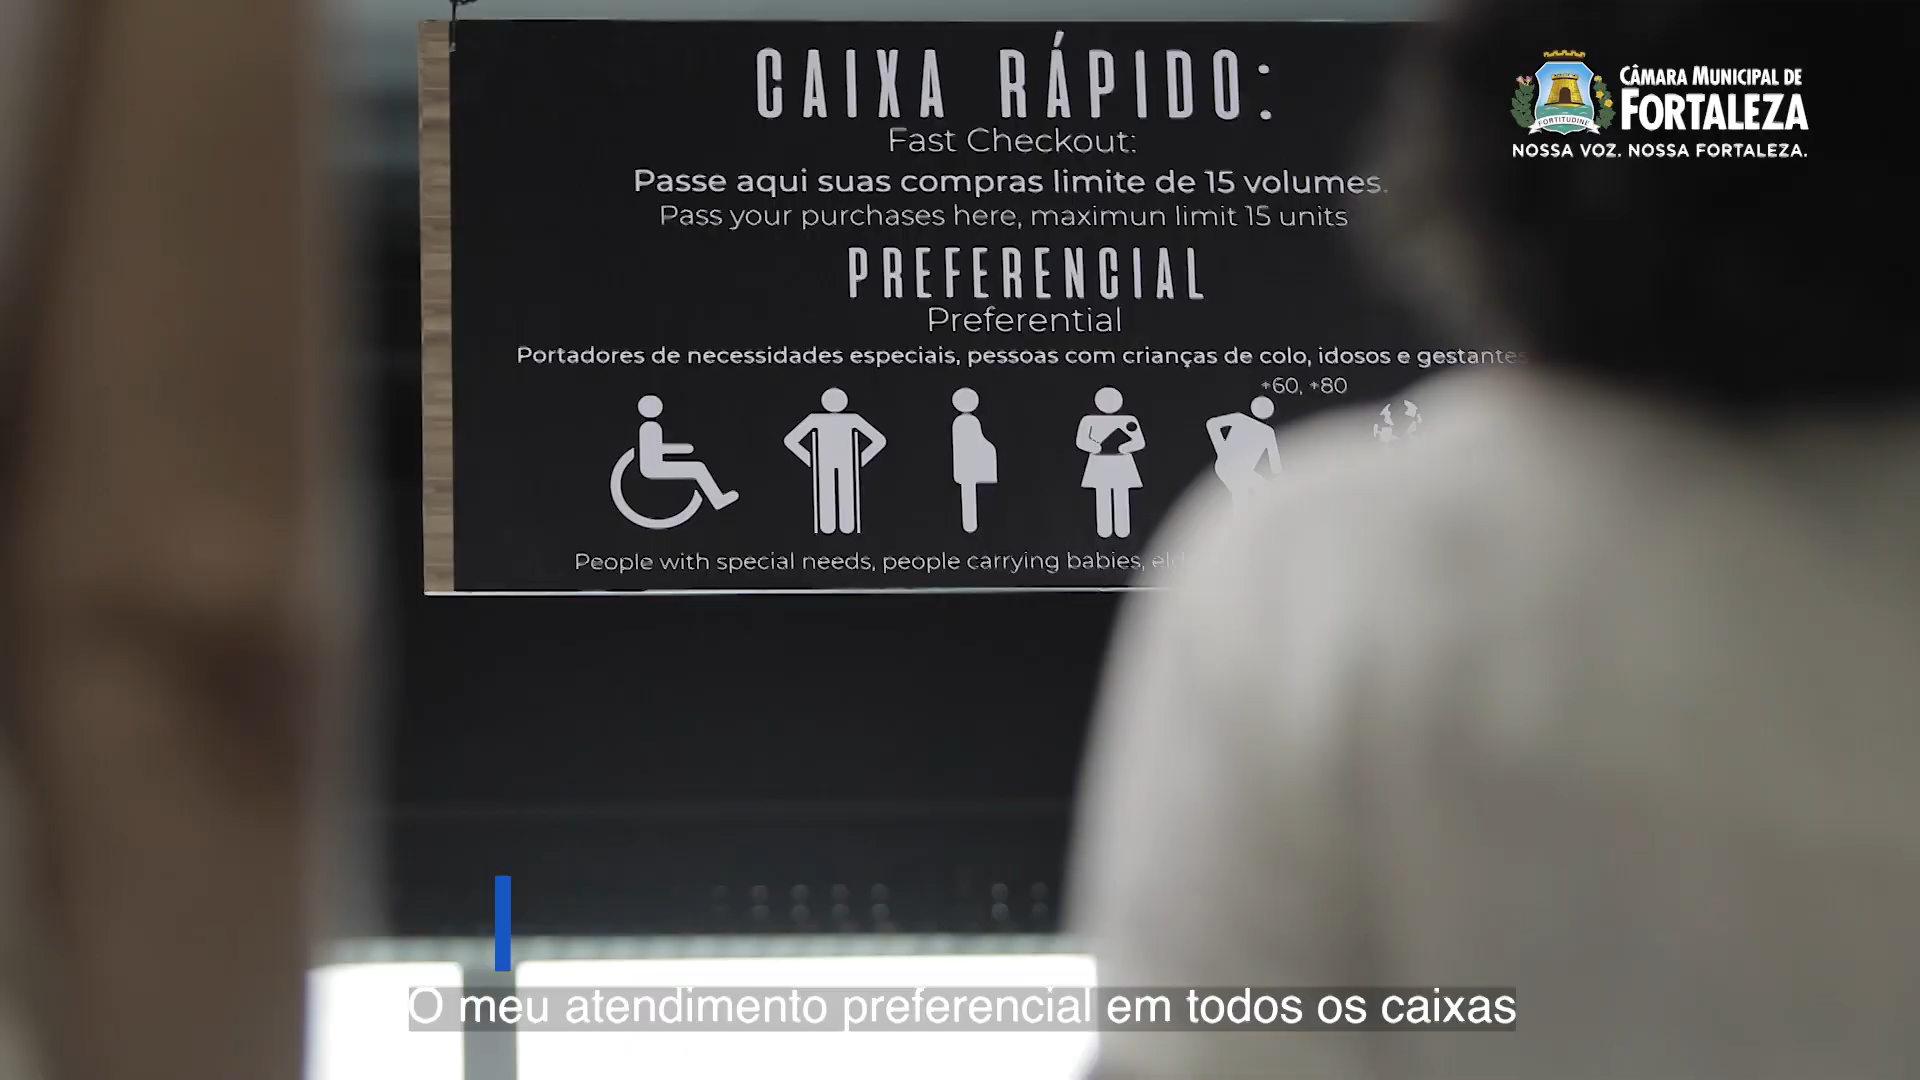 CAIXA RÁPIDO:
Fast Checkout:
Passe aqui suas compras limite de 15 volumes.
Pass your purchases here, maximun limit 15 units
PREFERENCIAL
Preferential
Portadores de necessidades especiais, pessoas com crianças de colo, idosos e gestantes
+60, +80
People with special needs, people carrying babies,
CÂMARA MUNICIPAL DE
FORTALEZA
NOSSA VOZ. NOSSA FORTALEZA.
FORTITUDINE
O meu atendimento preferencial em todos os caixas